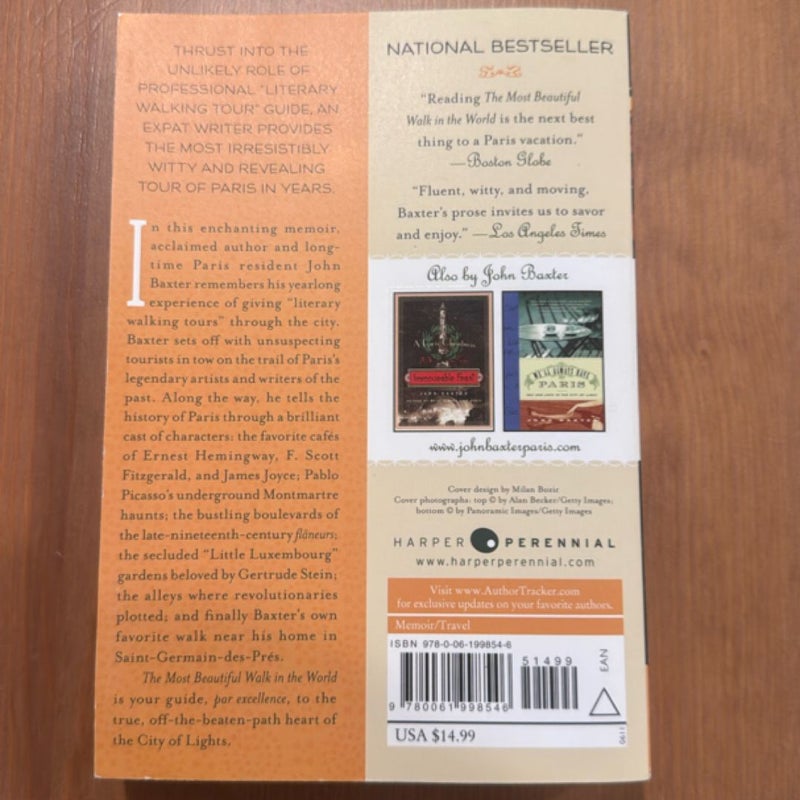 THRUST INTO THE
UNLIKELY ROLE OF
PROFESSIONAL "LITERARY
WALKING TOUR" GUIDE, AN
EXPAT WRITER PROVIDES
THE MOST IRRESISTIBLY
WITTY AND REVEALING
TOUR OF PARIS IN YEARS.
In this enchanting memoir,
acclaimed author and long-
time Paris resident John
Baxter remembers his yearlong
experience of giving “literary
walking tours” through the city.
Baxter sets off with unsuspecting
tourists in tow on the trail of Paris's
legendary artists and writers of the
past. Along the way, he tells the
history of Paris through a brilliant
cast of characters: the favorite cafés
of Ernest Hemingway, F. Scott
Fitzgerald, and James Joyce; Pablo
Picasso's underground Montmartre
haunts; the bustling boulevards of
the late-nineteenth-century flâneurs;
the secluded “Little Luxembourg”
gardens beloved by Gertrude Stein;
the alleys where revolutionaries
plotted; and finally Baxter's own
favorite walk near his home in
Saint-Germain-des-Prés.
The Most Beautiful Walk in the World
is your guide, par excellence, to the
true, off-the-beaten-path heart of
the City of Lights.
NATIONAL BESTSELLER
“Reading The Most Beautiful
Walk in the World is the next best
thing to a Paris vacation.”
—Boston Globe
“Fluent, witty, and moving,
Baxter's prose invites us to savor
and enjoy.” —Los Angeles Times
Also by John Baxter
Immoveable Feast
WE'LL ALWAYS HAVE
PARIS
JOHN BAXTER
www.johnbaxterparis.com
Cover design by Milan Bozic
Cover photographs: top © by Alan Becker/Getty Images;
bottom © by Panoramic Images/Getty Images
HARPER PERENNIAL
www.harperperennial.com
Visit www.AuthorTracker.com
for exclusive updates on your favorite authors.
Memoir/Travel
ISBN 978-0-06-199854-6
51499
EAN
9 780061 998546
USA $14.99
0611